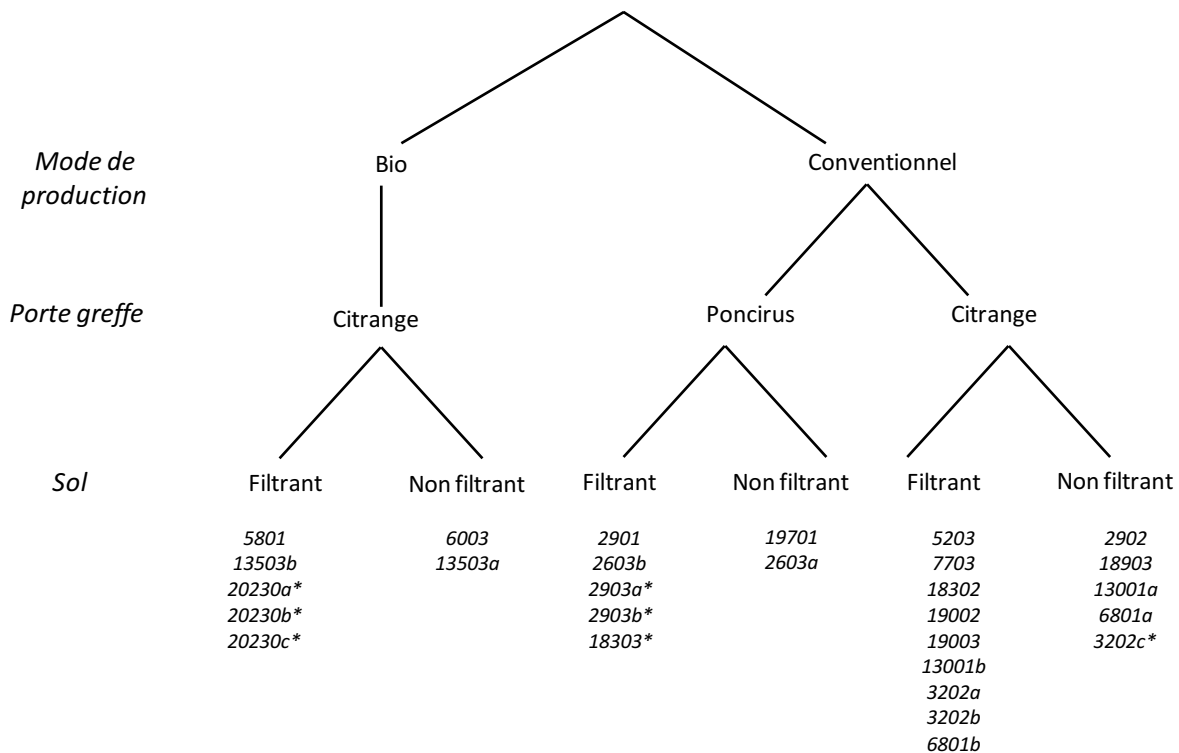 Mode de
production
Bio
Conventionnel
Porte greffe
Citrange
Poncirus
Citrange
Sol
Filtrant
Non filtrant
Filtrant
Non filtrant
Filtrant
Non filtrant
5801
13503b
20230a*
20230b*
20230c*
6003
13503a
2901
2603b
2903a*
2903b*
18303*
19701
2603a
5203
7703
18302
19002
19003
13001b
3202a
3202b
6801b
2902
18903
13001a
6801a
3202c*